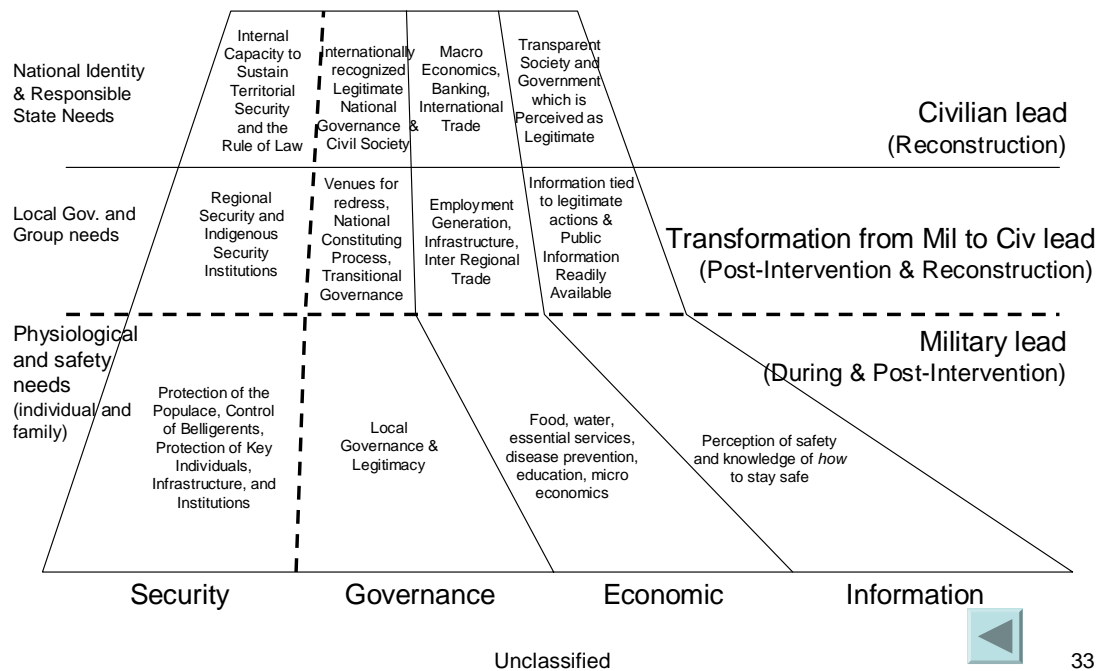 National Identity
& Responsible
State Needs
Internal
Capacity to
Sustain
Territorial
Security
and the
Rule of Law
Internationally
recognized
Legitimate
National
Governance &
Civil Society
Macro
Economics,
Banking,
International
Trade
Transparent
Society and
Government
which is
Perceived as
Legitimate
Civilian lead
(Reconstruction)
Local Gov. and
Group needs
Regional
Security and
Indigenous
Security
Institutions
Venues for
redress,
National
Constituting
Process,
Transitional
Governance
Employment
Generation,
Infrastructure,
Inter Regional
Trade
Information tied
to legitimate
actions &
Public
Information
Readily
Available
Transformation from Mil to Civ lead
(Post-Intervention & Reconstruction)
Physiological
and safety
needs
(individual and
family)
Protection of the
Populace, Control
of Belligerents,
Protection of Key
Individuals,
Infrastructure, and
Institutions
Local
Governance &
Legitimacy
Food, water,
essential services,
disease prevention,
education, micro
economics
Perception of safety
and knowledge of how
to stay safe
Military lead
(During & Post-Intervention)
Security
Governance
Economic
Information
Unclassified
33